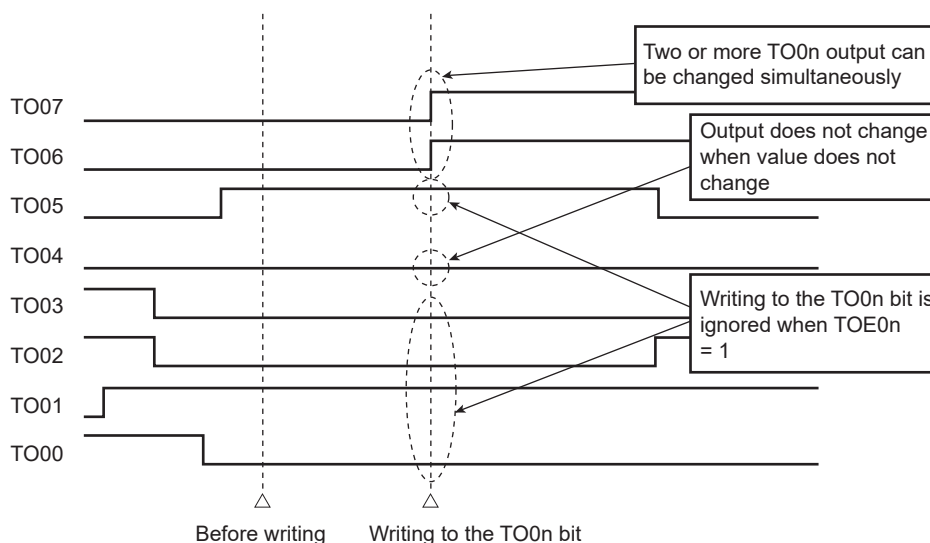 Two or more TO0n output can
be changed simultaneously
TO07
Output does not change
when value does not
change
TO06
TO05
TO04
TO03
Writing to the TO0n bit is
ignored when TOE0n
= 1
TO02
TO01
TO00
Before writing
Writing to the TO0n bit